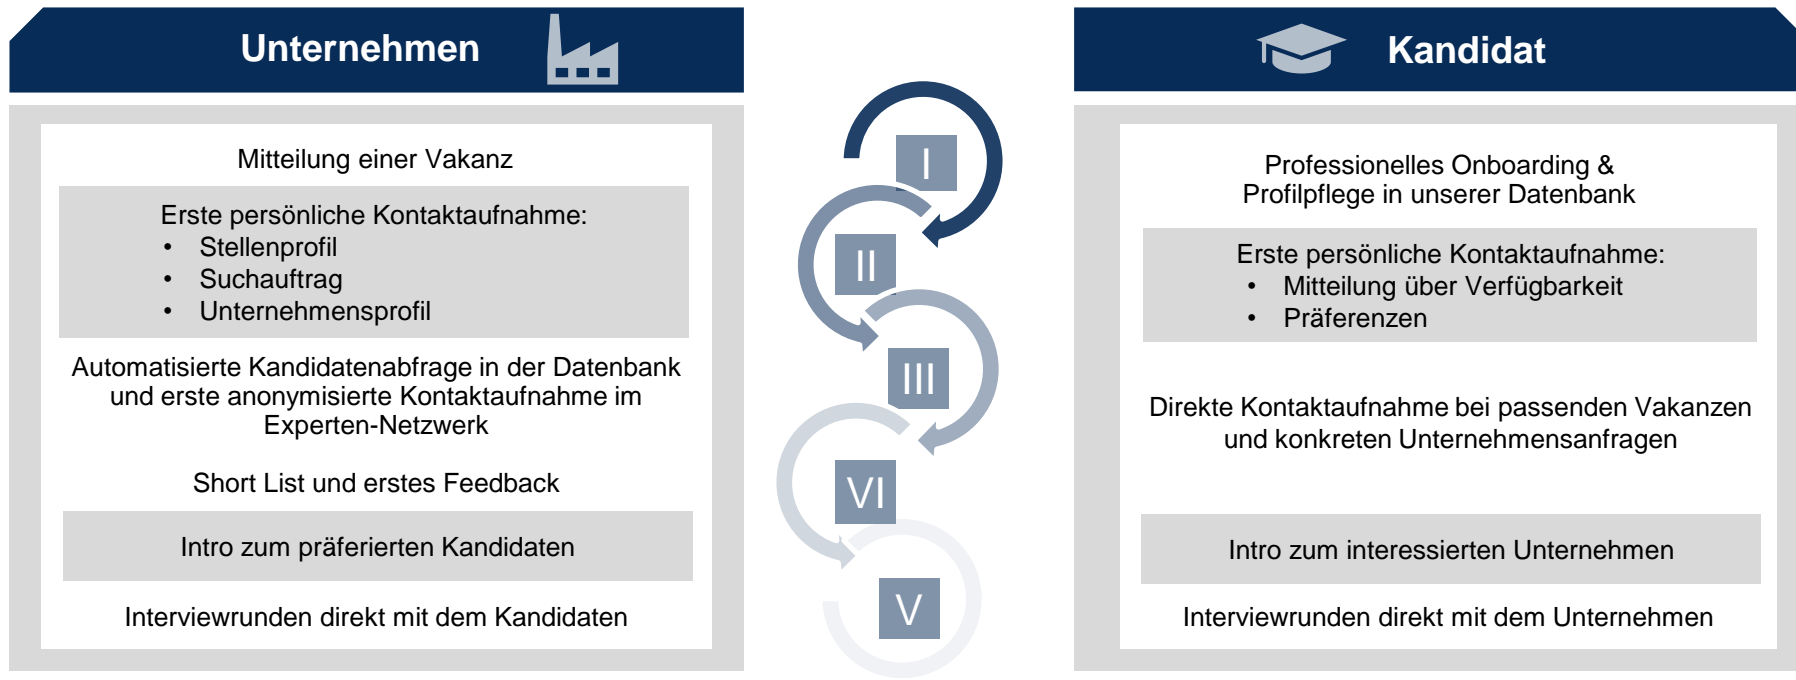 Unternehmen
Mitteilung einer Vakanz
Erste persönliche Kontaktaufnahme:
• Stellenprofil
• Suchauftrag
• Unternehmensprofil
Automatisierte Kandidatenabfrage in der Datenbank
und erste anonymisierte Kontaktaufnahme im
Experten-Netzwerk
Short List und erstes Feedback
Intro zum präferierten Kandidaten
Interviewrunden direkt mit dem Kandidaten
I
II
III
VI
V
Kandidat
Professionelles Onboarding &
Profilpflege in unserer Datenbank
Erste persönliche Kontaktaufnahme:
• Mitteilung über Verfügbarkeit
• Präferenzen
Direkte Kontaktaufnahme bei passenden Vakanzen
und konkreten Unternehmensanfragen
Intro zum interessierten Unternehmen
Interviewrunden direkt mit dem Unternehmen